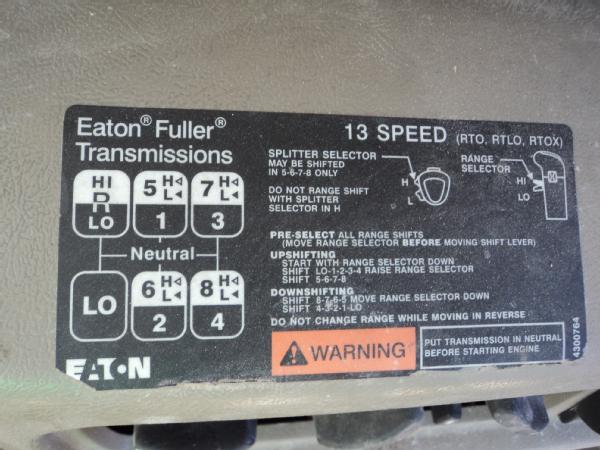 Eaton® Fuller®
Transmissions
13 SPEED (RTO, RTLO, RTOX)
HI
R
LO
5 H◁
L◀
1
7 H◁
L◀
3
Neutral
LO
6 H◁
L◀
2
8 H◁
L◀
4
EATON
SPLITTER SELECTOR
MAY BE SHIFTED
IN 5-6-7-8 ONLY
DO NOT RANGE SHIFT
WITH SPLITTER
SELECTOR IN H
H
L
RANGE
SELECTOR
HI
LO
PRE-SELECT ALL RANGE SHIFTS
(MOVE RANGE SELECTOR BEFORE MOVING SHIFT LEVER)
UPSHIFTING
START WITH RANGE SELECTOR DOWN
SHIFT LO-1-2-3-4 RAISE RANGE SELECTOR
SHIFT 5-6-7-8
DOWNSHIFTING
SHIFT 8-7-6-5 MOVE RANGE SELECTOR DOWN
SHIFT 4-3-2-1-LO
DO NOT CHANGE RANGE WHILE MOVING IN REVERSE
WARNING
PUT TRANSMISSION IN NEUTRAL
BEFORE STARTING ENGINE
4300764